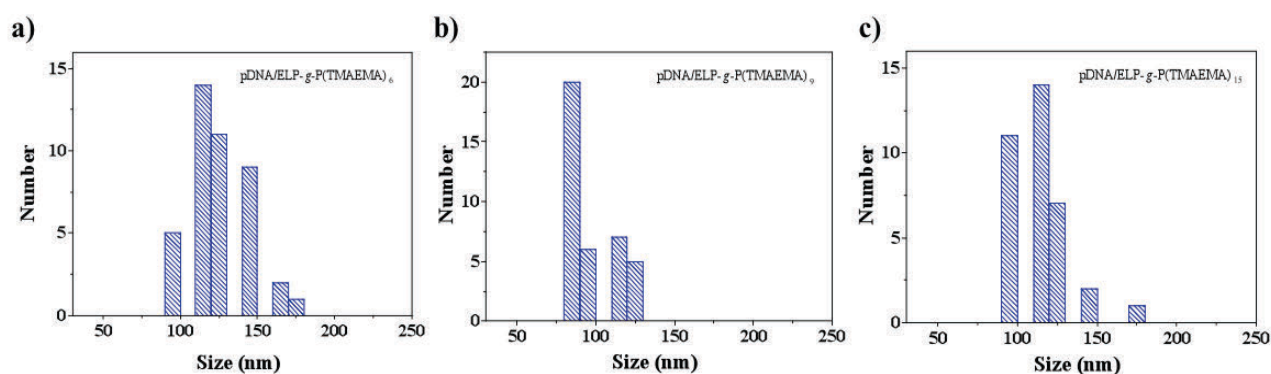 a)
pDNA/ELP-g-P(TMAEMA)6
15
10
5
0
Number
50 100 150 200 250
Size (nm)
b)
pDNA/ELP-g-P(TMAEMA)9
20
15
10
5
0
Number
50 100 150 200 250
Size (nm)
c)
pDNA/ELP-g-P(TMAEMA)15
15
10
5
0
Number
50 100 150 200 250
Size (nm)